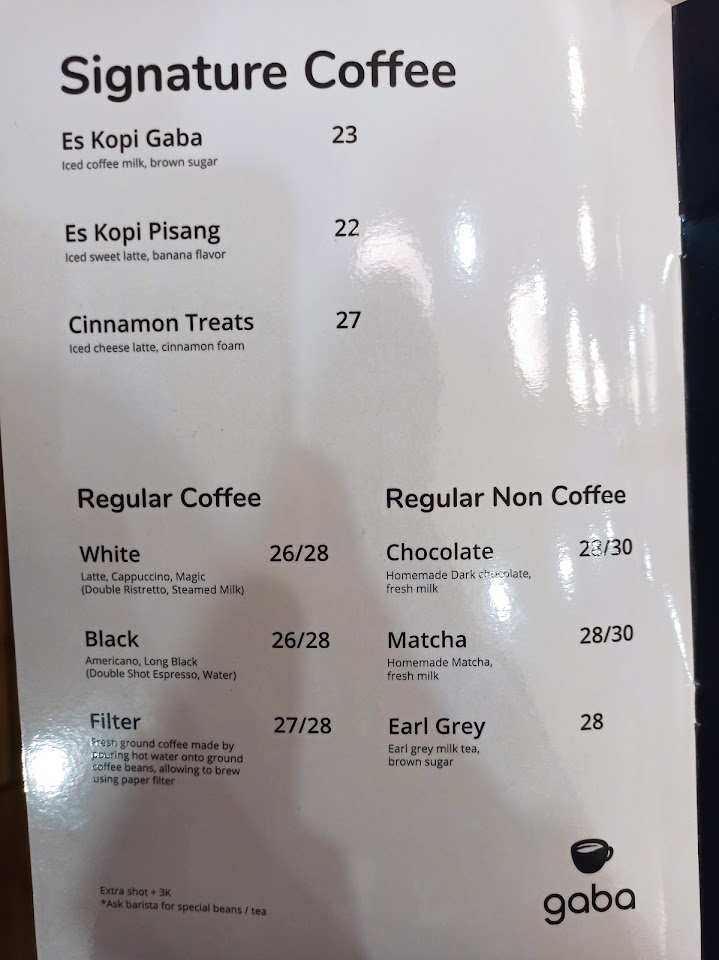 Signature Coffee
Es Kopi Gaba 23
Iced coffee milk, brown sugar
Es Kopi Pisang 22
Iced sweet latte, banana flavor
Cinnamon Treats 27
Iced cheese latte, cinnamon foam
Regular Coffee
White 26/28
Latte, Cappuccino, Magic
(Double Ristretto, Steamed Milk)
Black 26/28
Americano, Long Black
(Double Shot Espresso, Water)
Filter 27/28
Fresh ground coffee made by
pouring hot water onto ground
coffee beans, allowing to brew
using paper filter
Regular Non Coffee
Chocolate 28/30
Homemade Dark chocolate,
fresh milk
Matcha 28/30
Homemade Matcha,
fresh milk
Earl Grey 28
Earl grey milk tea,
brown sugar
Extra shot + 3K
*Ask barista for special beans / tea
gaba